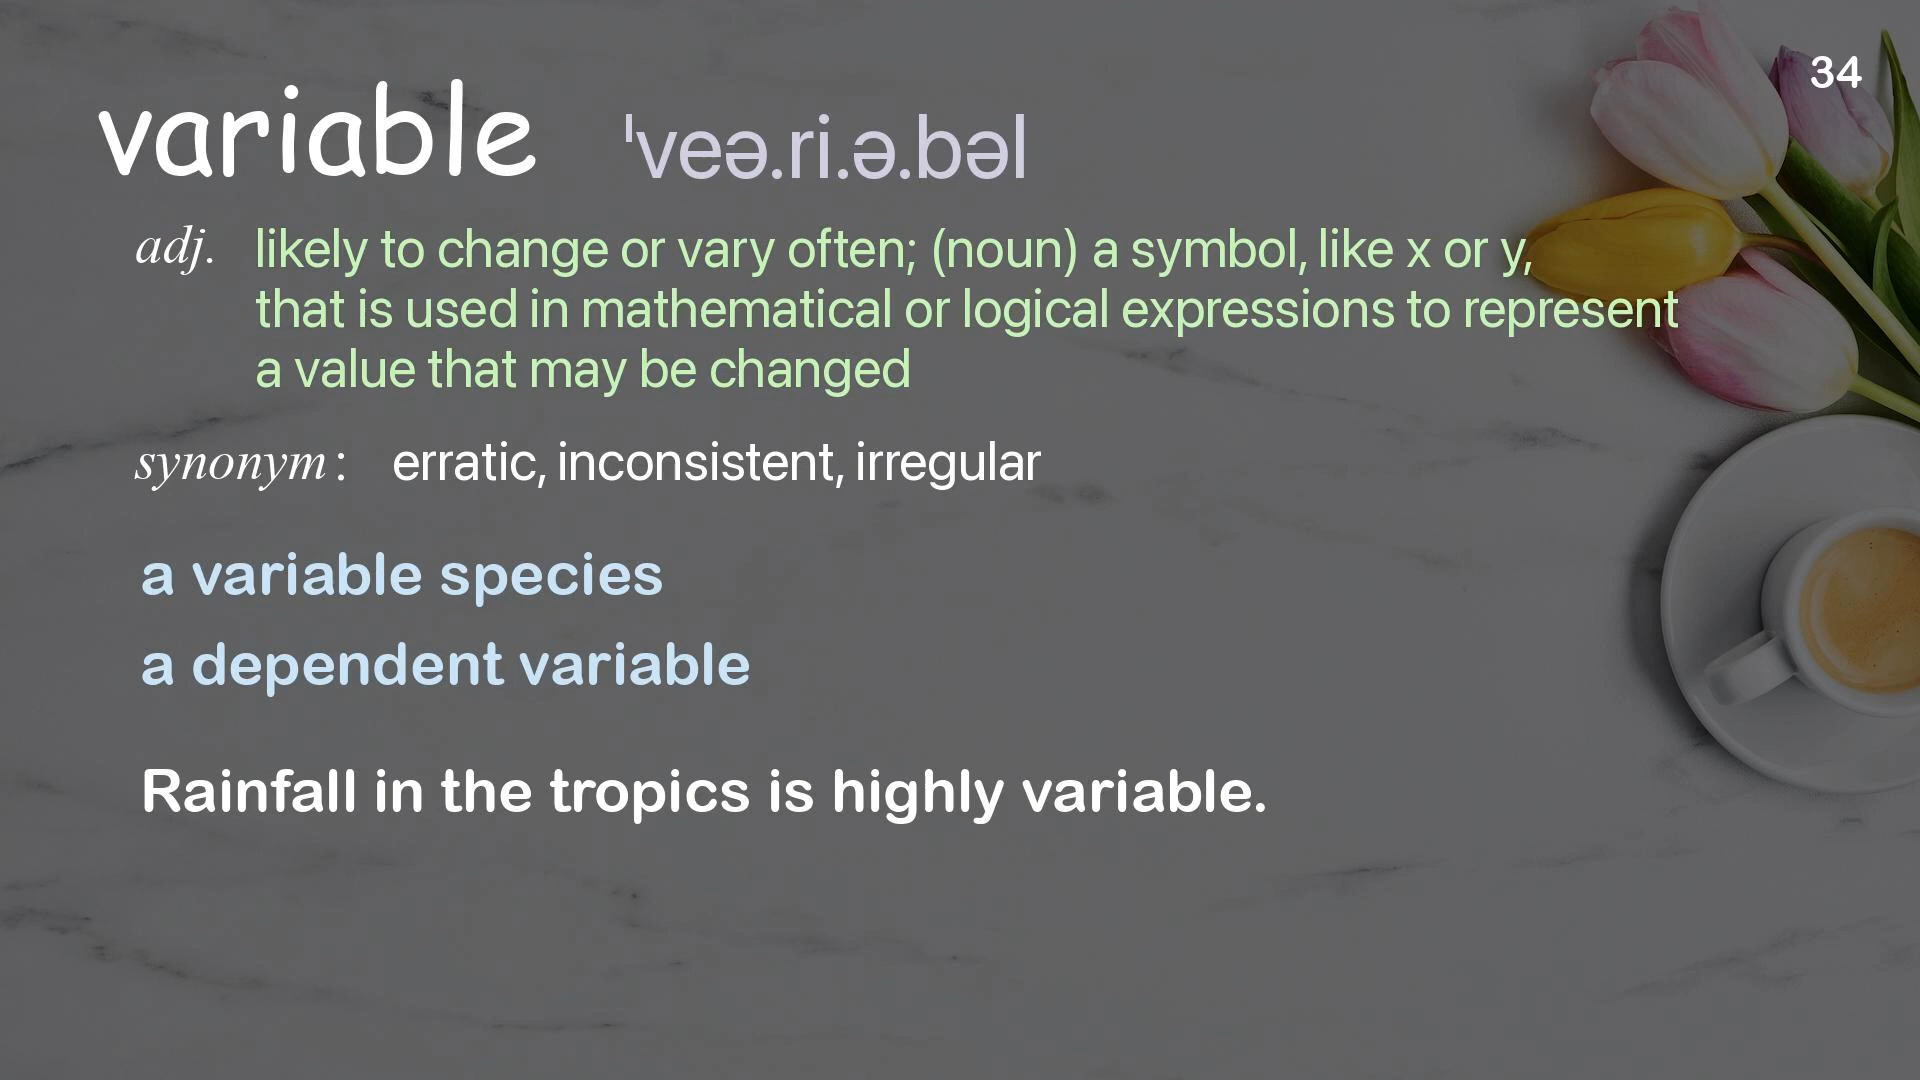 34
variable ˈveə.ri.ə.bəl
adj. likely to change or vary often; (noun) a symbol, like x or y,
that is used in mathematical or logical expressions to represent
a value that may be changed
synonym : erratic, inconsistent, irregular
a variable species
a dependent variable
Rainfall in the tropics is highly variable.